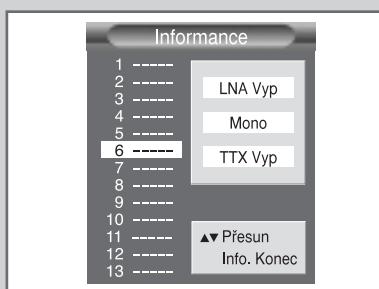 Informance
1 -----
2 -----
3 -----
4 -----
5 -----
6 -----
7 -----
8 -----
9 -----
10 -----
11 -----
12 -----
13 -----
LNA Vyp
Mono
TTX Vyp
▲▼ Přesun
Info. Konec